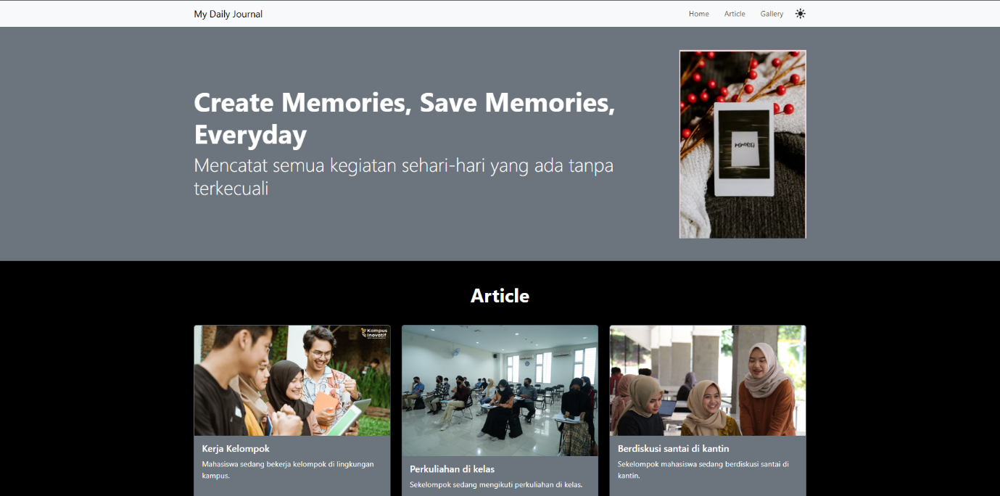 My Daily Journal
Home Article Gallery
Create Memories, Save Memories,
Everyday
Mencatat semua kegiatan sehari-hari yang ada tanpa
terkecuali
MEMORIES
Article
Kampus
Inovatif
Kerja Kelompok
Mahasiswa sedang bekerja kelompok di lingkungan
kampus.
Perkuliahan di kelas
Sekelompok sedang mengikuti perkuliahan di kelas.
Berdiskusi santai di kantin
Sekelompok mahasiswa sedang berdiskusi santai di
kantin.